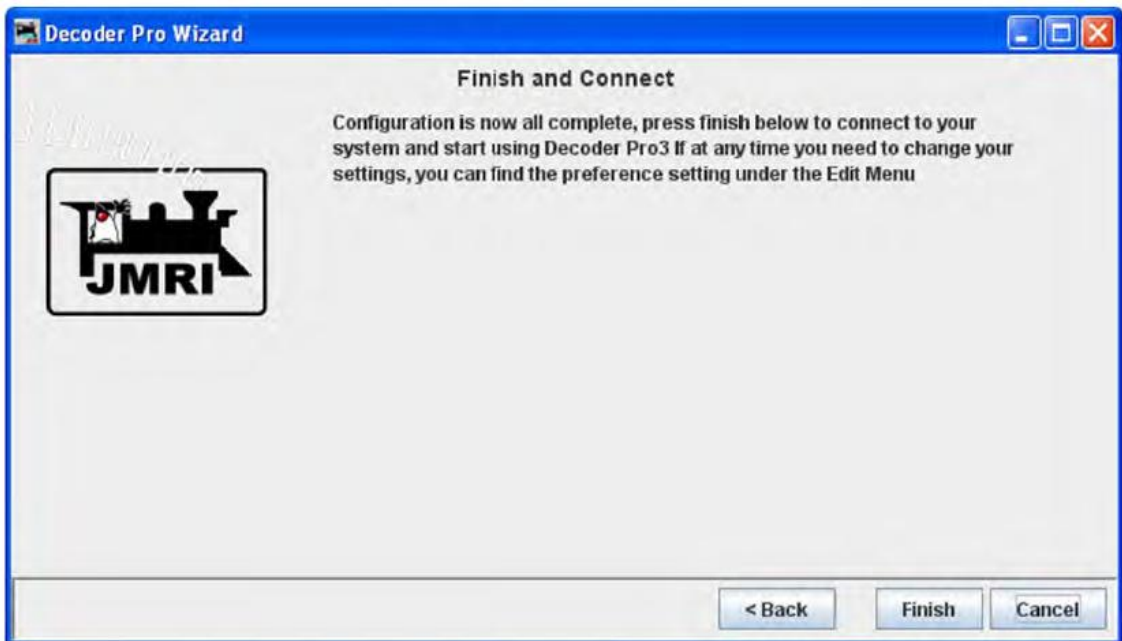 Decoder Pro Wizard
Finish and Connect
Configuration is now all complete, press finish below to connect to your
system and start using Decoder Pro3 If at any time you need to change your
settings, you can find the preference setting under the Edit Menu
JMRI
< Back
Finish
Cancel